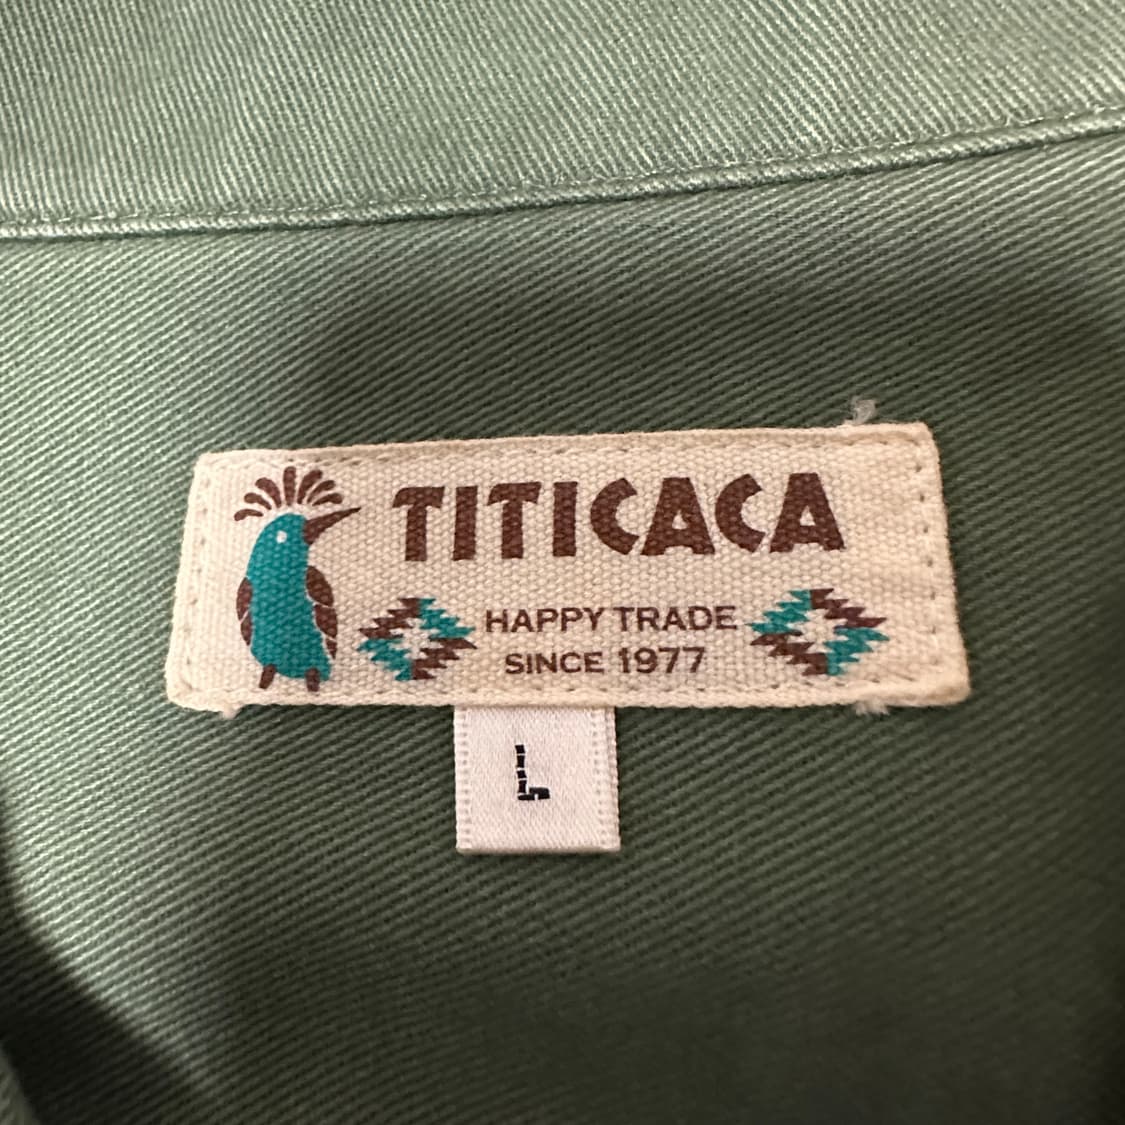 TITICACA
HAPPY TRADE
SINCE 1977
L